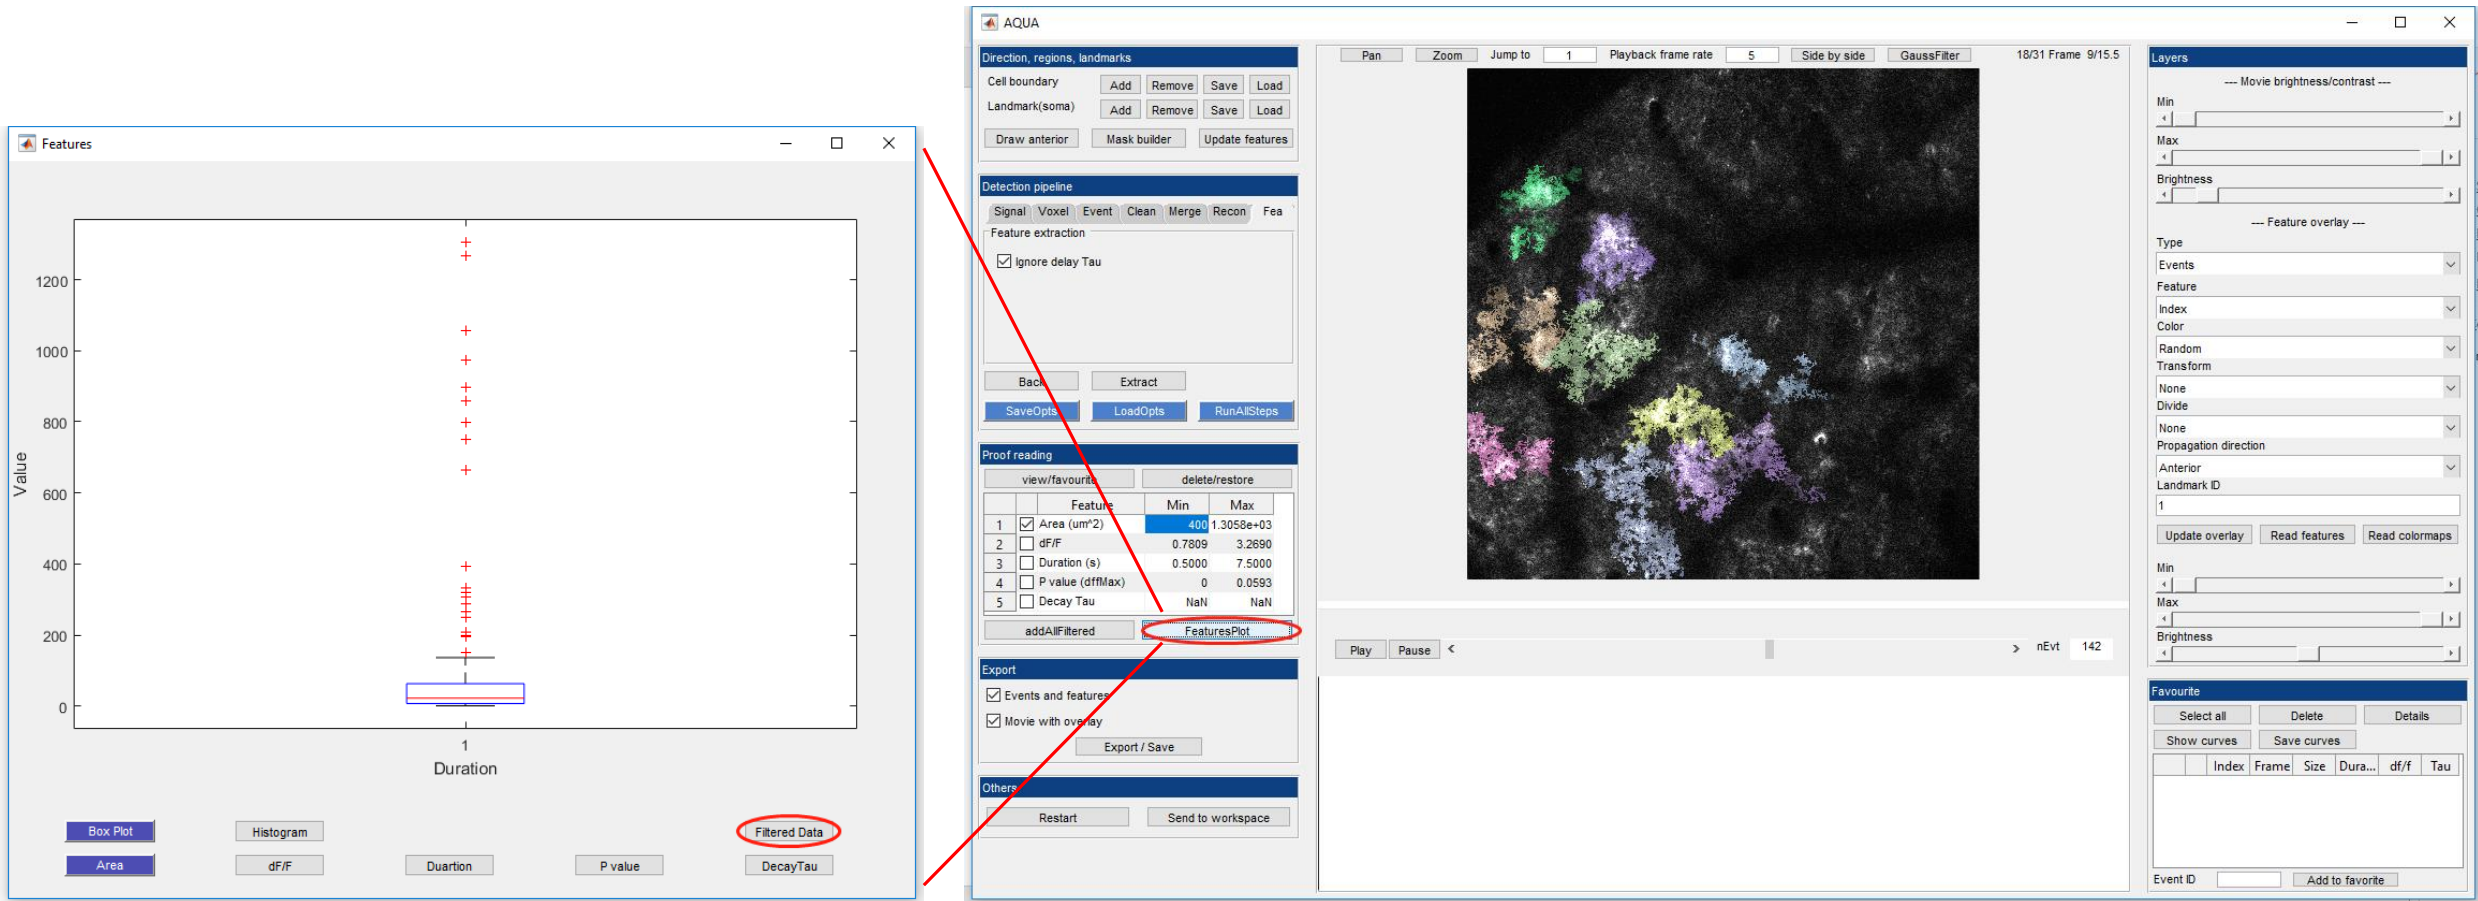 Features
1200
1000
800
600
400
200
0
Value
1
Duration
Box Plot
Histogram
Filtered Data
Area
dF/F
Duartion
P value
DecayTau
AQUA
Direction, regions, landmarks
Cell boundary Add Remove Save Load
Landmark(soma) Add Remove Save Load
Draw anterior Mask builder Update features
Detection pipeline
Signal Voxel Event Clean Merge Recon Fea
Feature extraction
Ignore delay Tau
Back Extract
SaveOpts LoadOpts RunAllSteps
Proof reading
view/favourite delete/restore
Feature Min Max
1 Area (um^2) 400 1.3058e+03
2 dF/F 0.7809 3.2690
3 Duration (s) 0.5000 7.5000
4 P value (dffMax) 0 0.0593
5 Decay Tau NaN NaN
addAllFiltered FeaturesPlot
Export
Events and features
Movie with overlay
Export / Save
Others
Restart Send to workspace
Pan Zoom Jump to 1 Playback frame rate 5 Side by side GaussFilter 18/31 Frame 9/15.5
Play Pause < > nEvt 142
Layers
--- Movie brightness/contrast ---
Min
Max
Brightness
--- Feature overlay ---
Type
Events
Feature
Index
Color
Random
Transform
None
Divide
None
Propagation direction
Anterior
Landmark ID
1
Update overlay Read features Read colormaps
Min
Max
Brightness
Favourite
Select all Delete Details
Show curves Save curves
Index Frame Size Dura... df/f Tau
Event ID Add to favorite